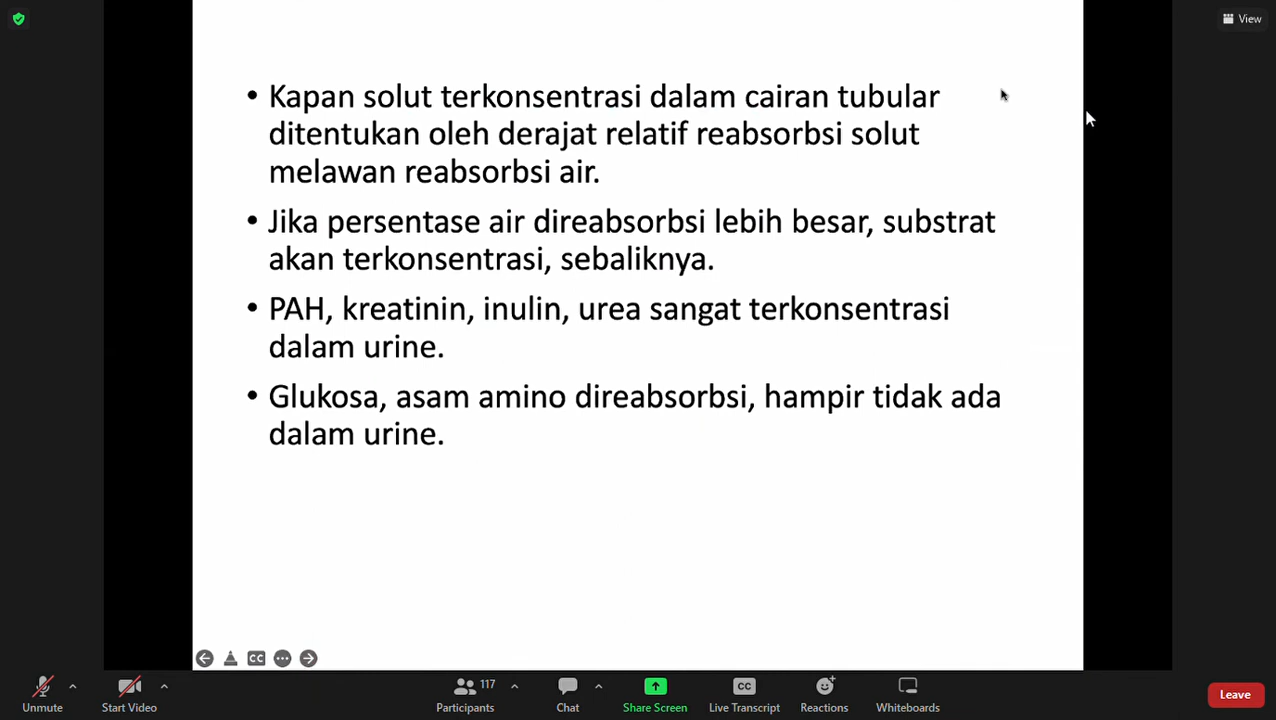 View
• Kapan solut terkonsentrasi dalam cairan tubular
ditentukan oleh derajat relatif reabsorbsi solut
melawan reabsorbsi air.
• Jika persentase air direabsorbsi lebih besar, substrat
akan terkonsentrasi, sebaliknya.
• PAH, kreatinin, inulin, urea sangat terkonsentrasi
dalam urine.
• Glukosa, asam amino direabsorbsi, hampir tidak ada
dalam urine.
CC
117
CC
Unmute Start Video Participants Chat Share Screen Live Transcript Reactions Whiteboards Leave